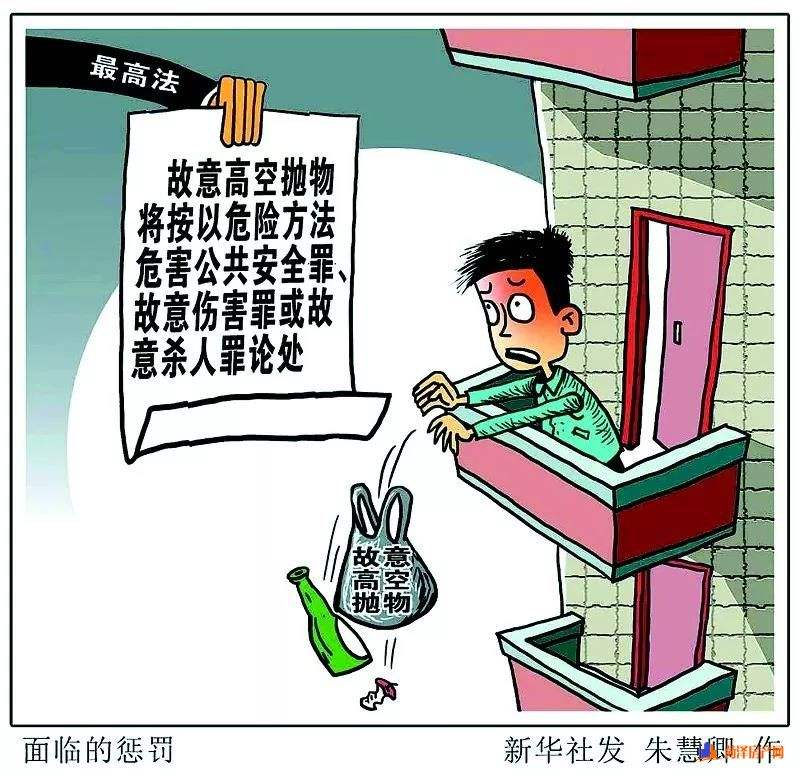 最高法
故意高空抛物
将按以危险方法
危害公共安全罪、
故意伤害罪或故
意杀人罪论处
故意
高空
抛物
面临的惩罚
新华社发 朱慧卿 作